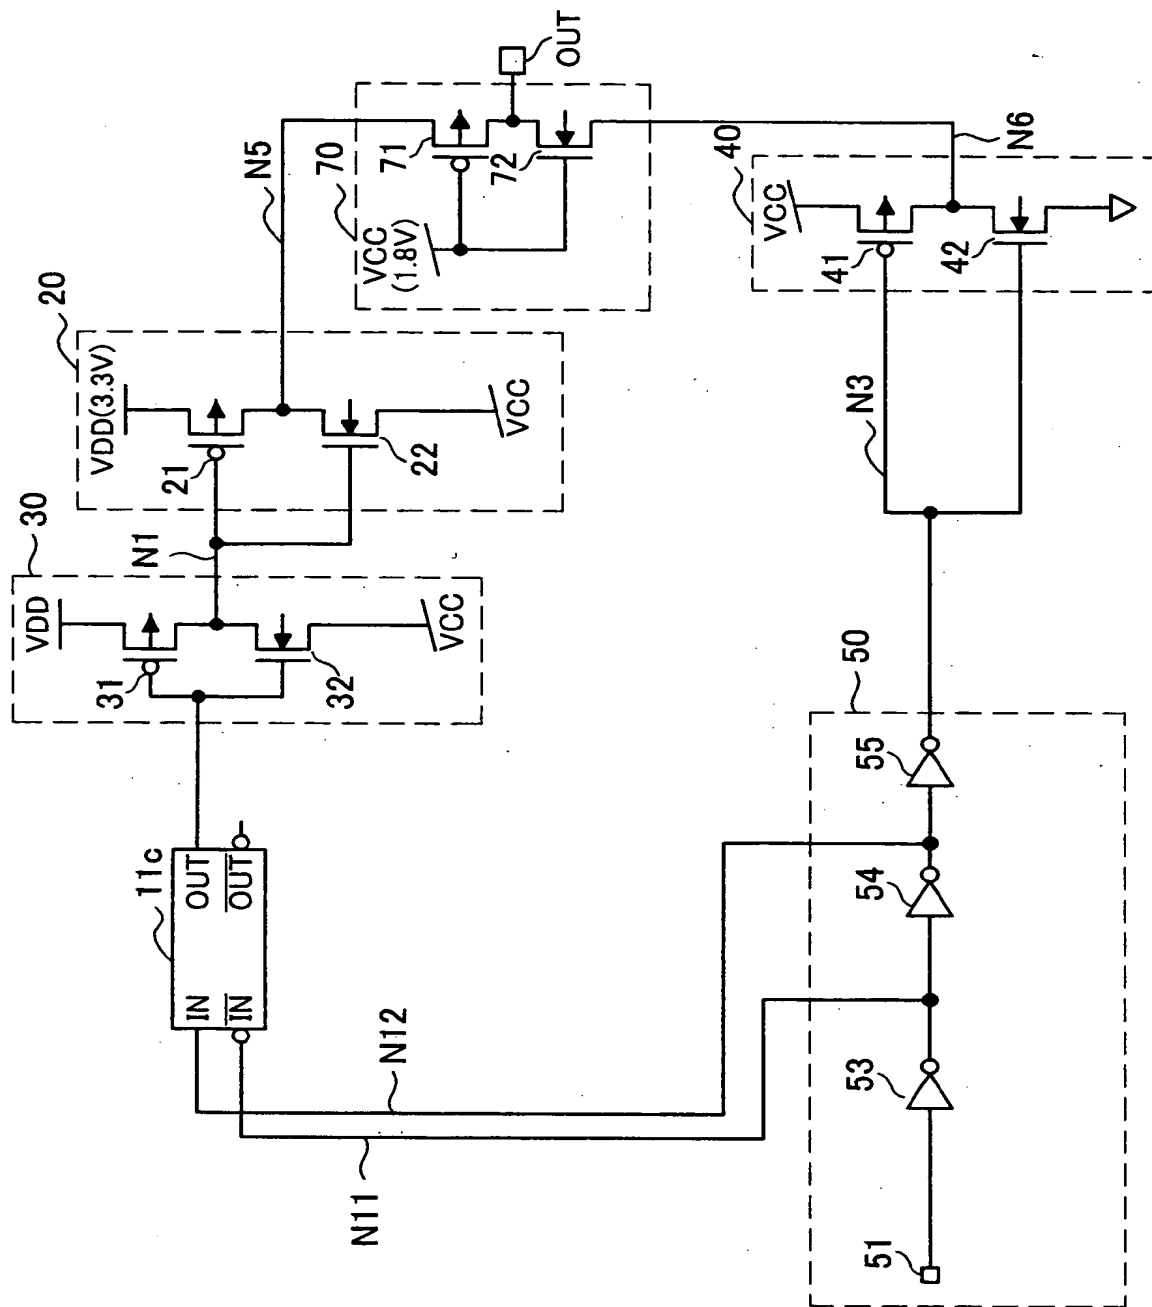 OUT
N5
70
71
72
VCC
(1.8V)
40
N6
VCC
41
42
20
VDD(3.3V)
21
22
VCC
N3
30
N1
VDD
31
32
VCC
50
55
11c
OUT
OUT
IN
IN
54
N12
53
N11
51